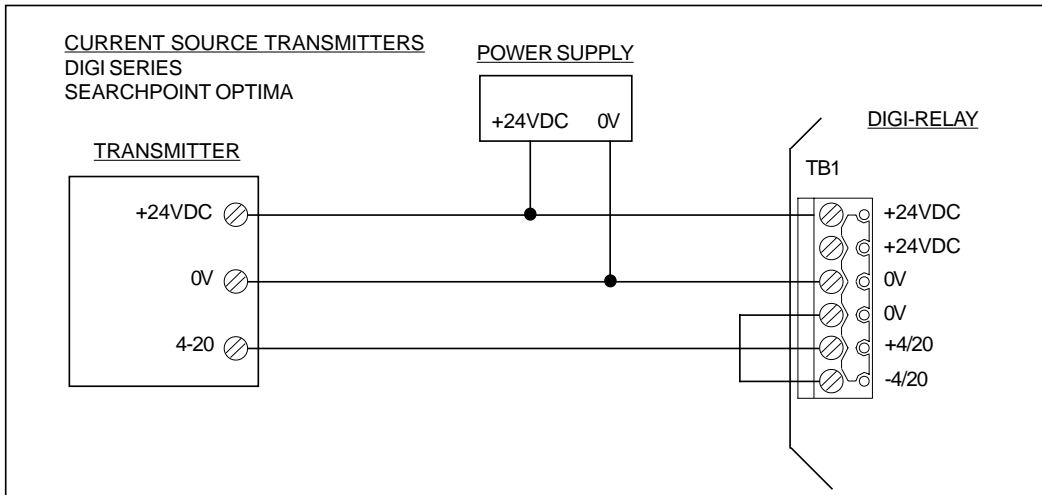 CURRENT SOURCE TRANSMITTERS
DIGI SERIES
SEARCHPOINT OPTIMA
POWER SUPPLY
+24VDC 0V
DIGI-RELAY
TRANSMITTER
TB1
+24VDC
0V
4-20
+24VDC
+24VDC
0V
0V
+4/20
-4/20